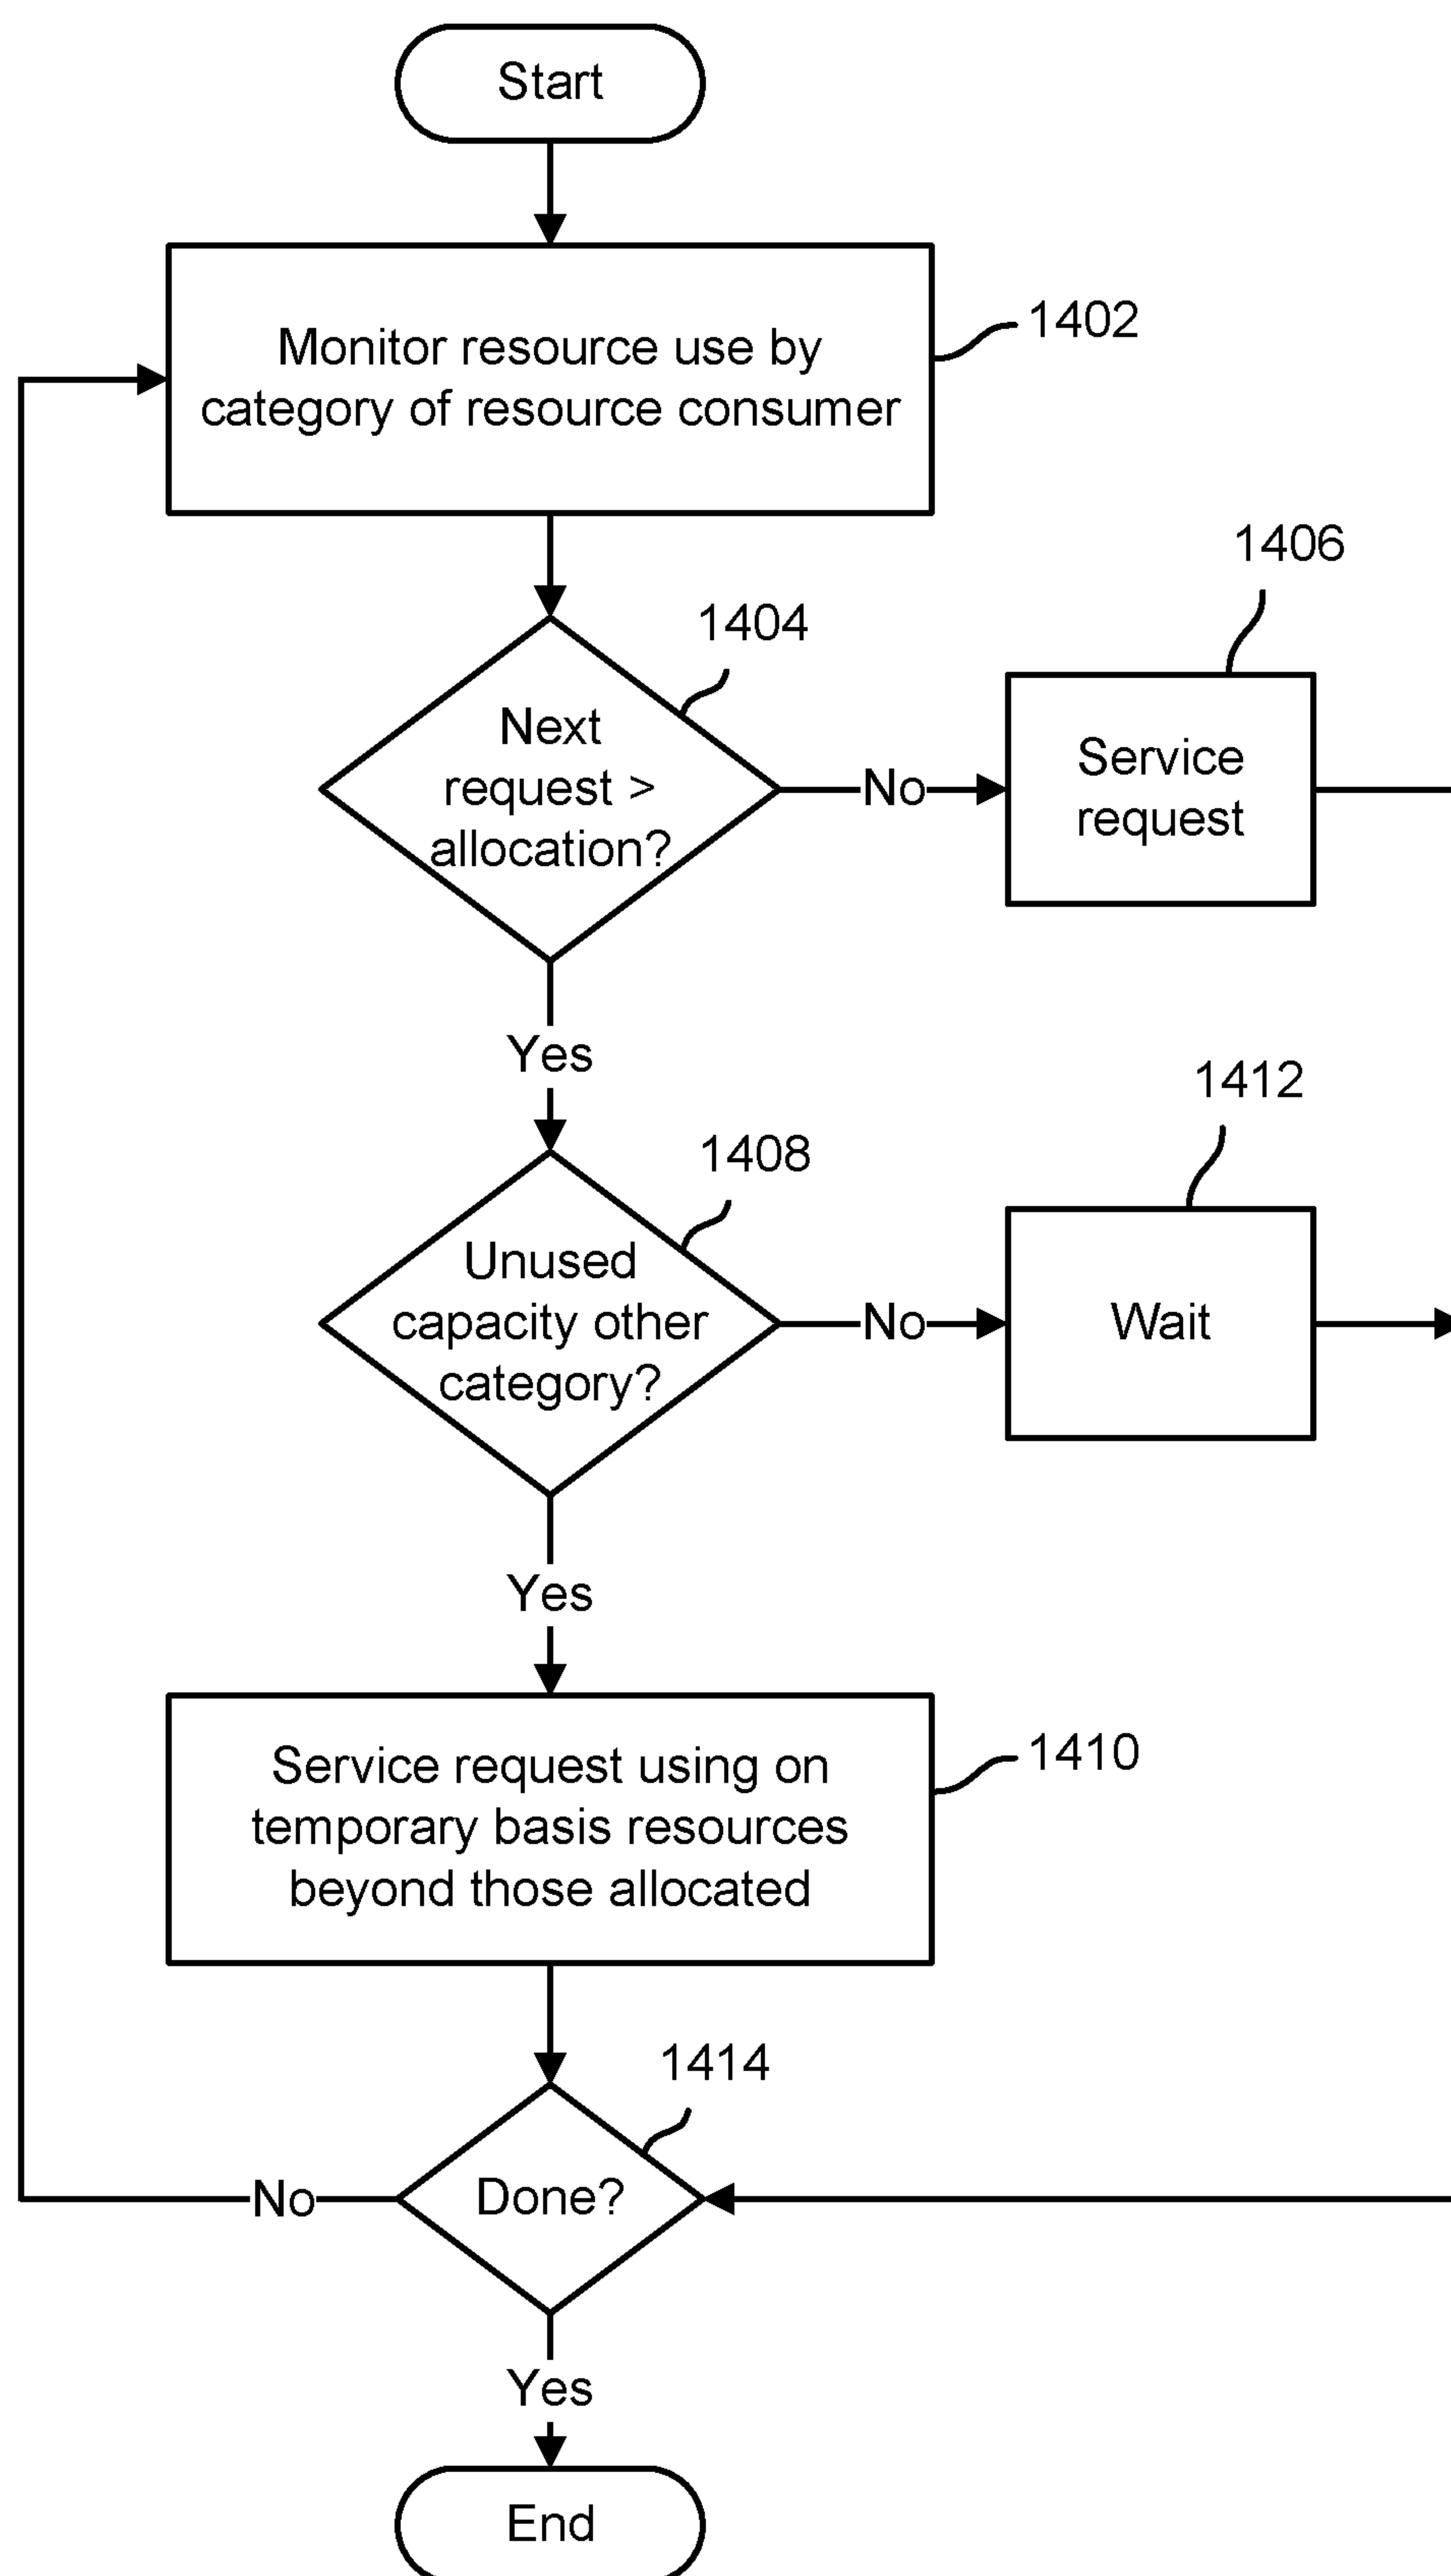 Start
Monitor resource use by
category of resource consumer
1402
1404
Next
request >
allocation?
No
1406
Service
request
Yes
1408
Unused
capacity other
category?
No
1412
Wait
Yes
Service request using on
temporary basis resources
beyond those allocated
1410
1414
Done?
No
Yes
End